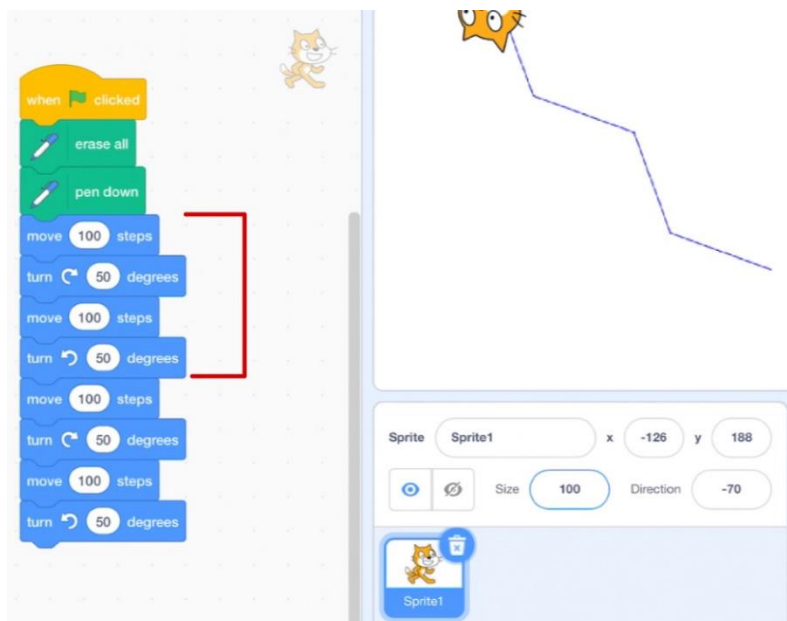 when clicked
erase all
pen down
move 100 steps
turn 50 degrees
move 100 steps
turn 50 degrees
move 100 steps
turn 50 degrees
move 100 steps
turn 50 degrees
Sprite Sprite1 x -126 y 188
Size 100 Direction -70
Sprite1